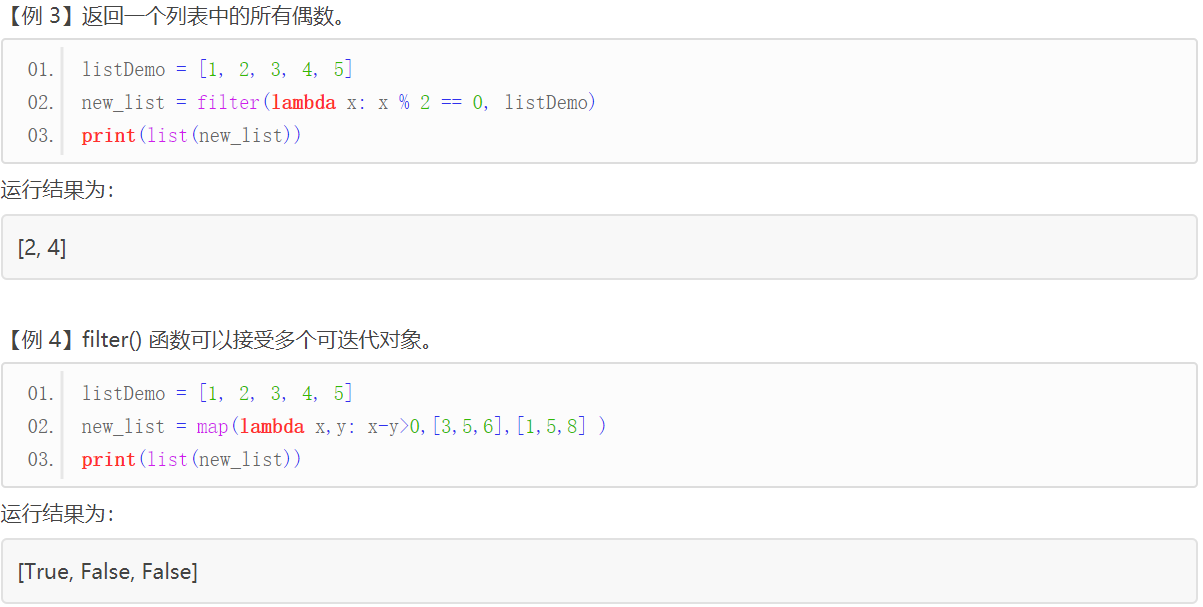 【例 3】返回一个列表中的所有偶数。
01. listDemo = [1, 2, 3, 4, 5]
02. new_list = filter(lambda x: x % 2 == 0, listDemo)
03. print(list(new_list))
运行结果为：
[2, 4]
【例 4】filter() 函数可以接受多个可迭代对象。
01. listDemo = [1, 2, 3, 4, 5]
02. new_list = map(lambda x,y: x-y>0,[3,5,6],[1,5,8] )
03. print(list(new_list))
运行结果为：
[True, False, False]